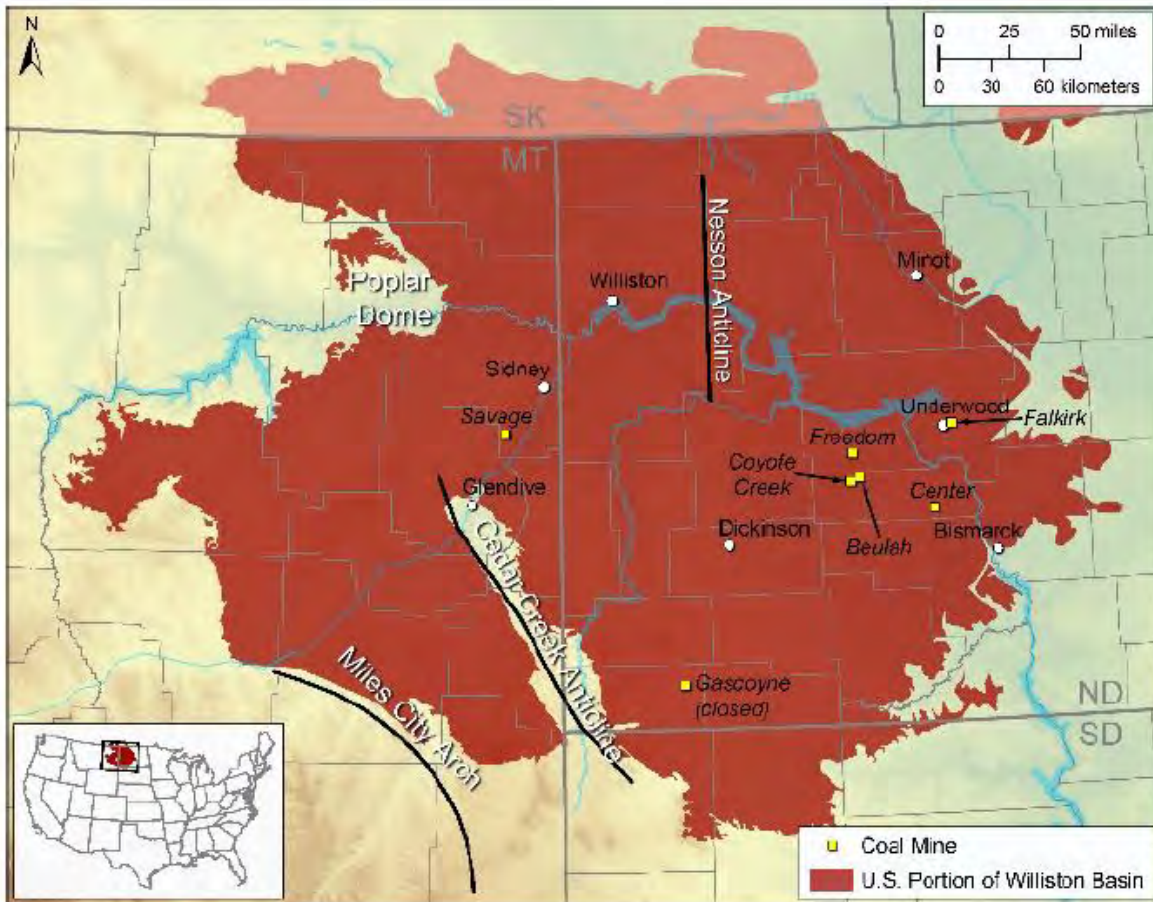 N
0 25 50 miles
0 30 60 kilometers
SK
MT
Nesson Anticline
Minot
Poplar
Dome
Williston
Sidney
Savage
Underwood
Falkirk
Freedom
Coyote
Creek
Glendive
Center
Dickinson
Beulah
Bismarck
Cedar Creek Anticline
Miles City Arch
Gascoyne
(closed)
ND
SD
Coal Mine
U.S. Portion of Williston Basin